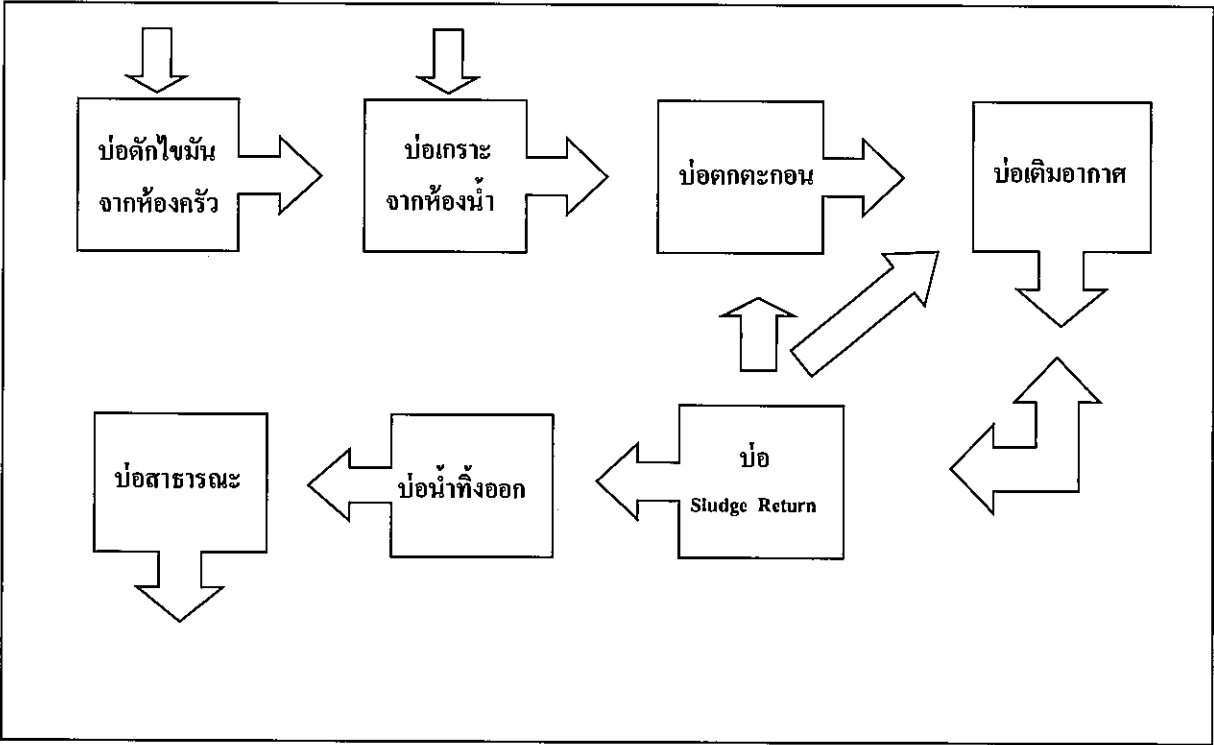 บ่อดักไขมัน
จากห้องครัว
บ่อเกราะ
จากห้องน้ำ
บ่อตกตะกอน
บ่อเติมอากาศ
บ่อสาธารณะ
บ่อน้ำทิ้งออก
บ่อ
Sludge Return